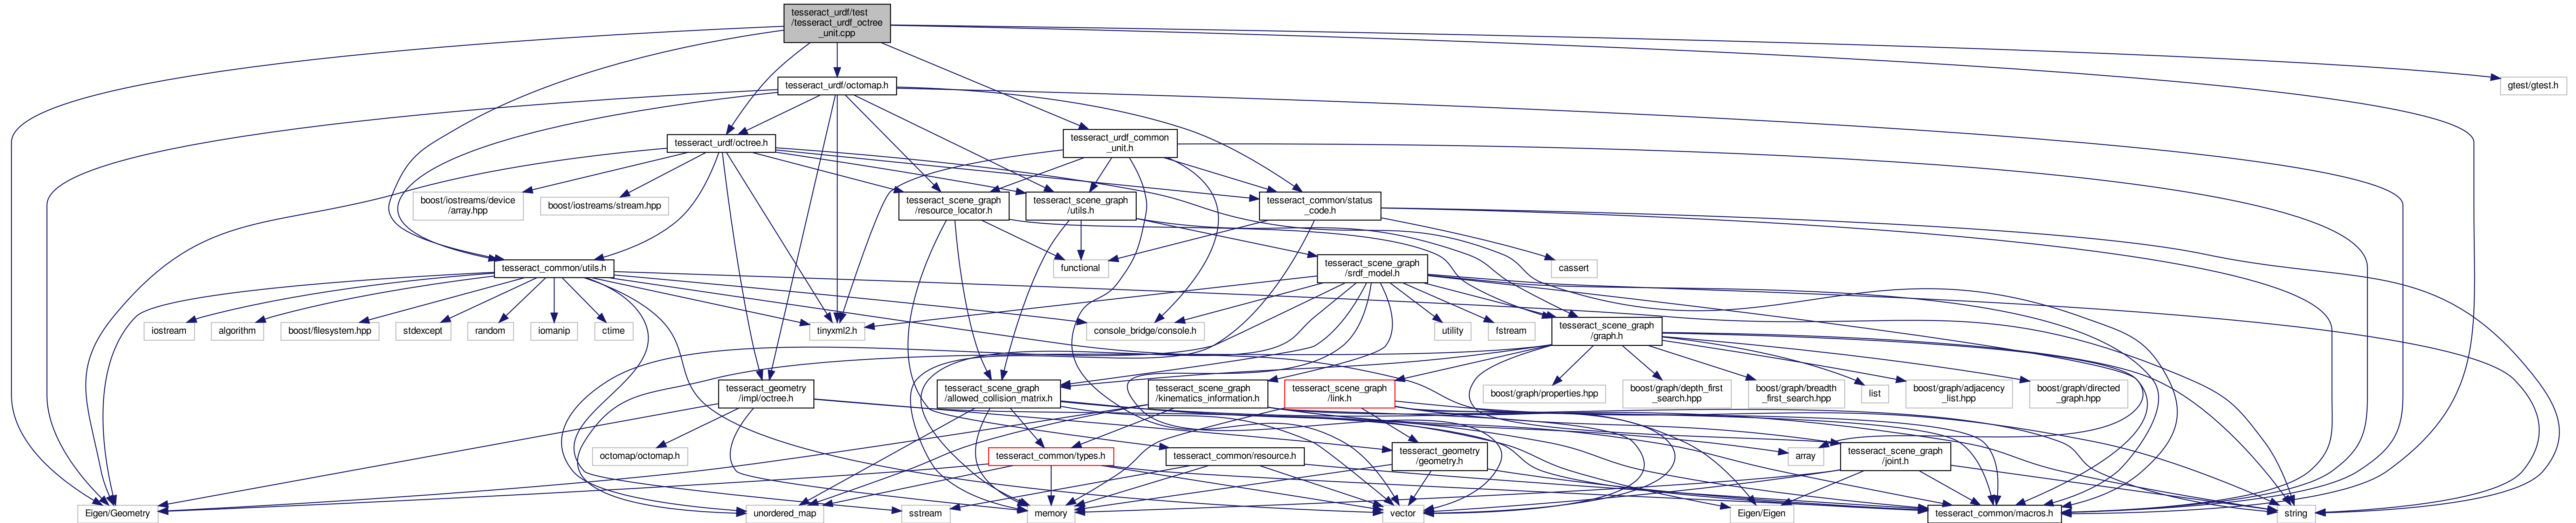 tesseract_urdf/test
/tesseract_urdf_octree
_unit.cpp
tesseract_urdf/octomap.h
gtest/gtest.h
tesseract_urdf/octree.h
tesseract_urdf_common
_unit.h
boost/iostreams/device
/array.hpp
boost/iostreams/stream.hpp
tesseract_scene_graph
/resource_locator.h
tesseract_scene_graph
/utils.h
tesseract_common/status
_code.h
tesseract_common/utils.h
functional
tesseract_scene_graph
/srdf_model.h
cassert
iostream
algorithm
boost/filesystem.hpp
stdexcept
random
iomanip
ctime
tinyxml2.h
console_bridge/console.h
utility
fstream
tesseract_scene_graph
/graph.h
tesseract_geometry
/impl/octree.h
tesseract_scene_graph
/allowed_collision_matrix.h
tesseract_scene_graph
/kinematics_information.h
tesseract_scene_graph
/link.h
boost/graph/properties.hpp
boost/graph/depth_first
_search.hpp
boost/graph/breadth
_first_search.hpp
list
boost/graph/adjacency
_list.hpp
boost/graph/directed
_graph.hpp
octomap/octomap.h
tesseract_common/types.h
tesseract_common/resource.h
tesseract_geometry
/geometry.h
array
tesseract_scene_graph
/joint.h
Eigen/Geometry
unordered_map
sstream
memory
vector
Eigen/Eigen
tesseract_common/macros.h
string